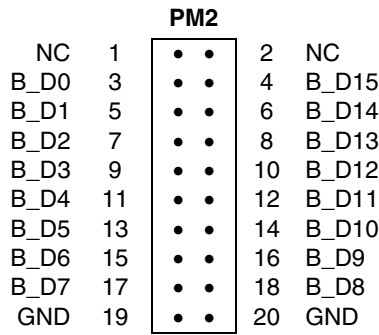 PM2
NC 1 2 NC
B_D0 3 4 B_D15
B_D1 5 6 B_D14
B_D2 7 8 B_D13
B_D3 9 10 B_D12
B_D4 11 12 B_D11
B_D5 13 14 B_D10
B_D6 15 16 B_D9
B_D7 17 18 B_D8
GND 19 20 GND